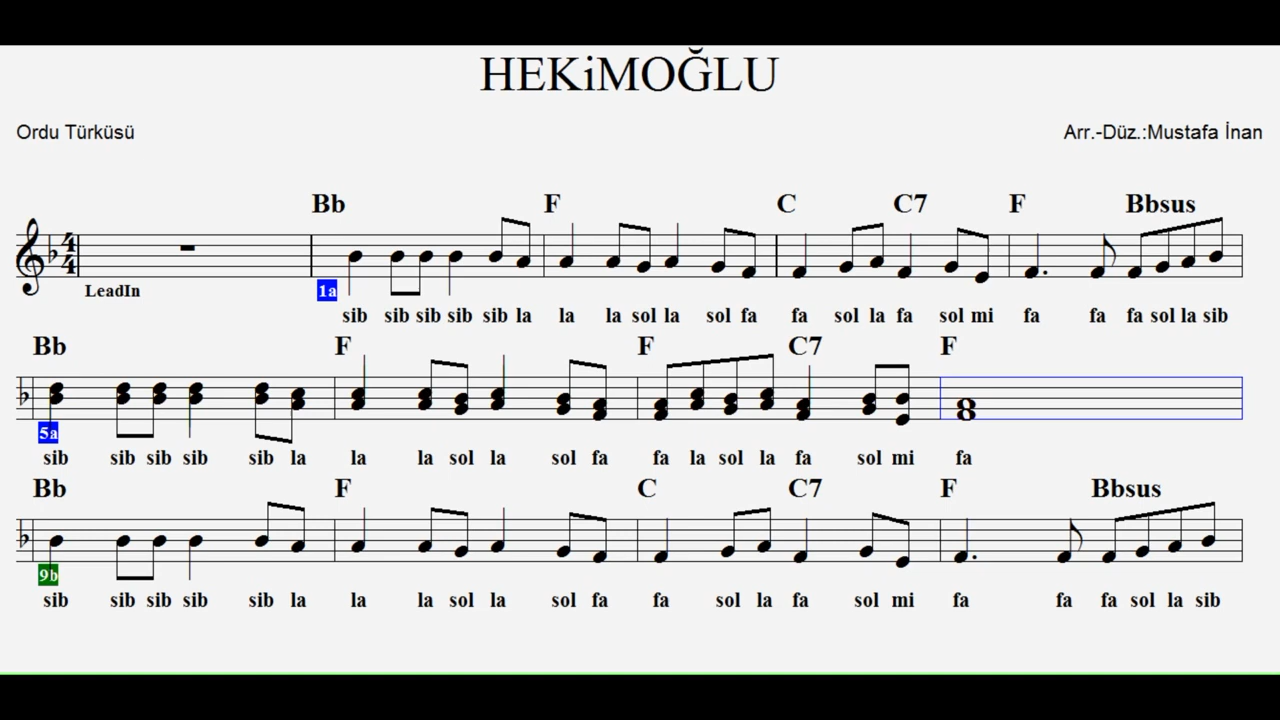 HEKiMOĞLU
Ordu Türküsü
Arr.-Düz.:Mustafa İnan
Bb F C C7 F Bbsus
4
4
LeadIn
1a
sib sib sib sib sib la la la sol la sol fa fa sol la fa sol mi fa fa fa sol la sib
Bb F F C7 F
5a
sib sib sib sib sib la la la sol la sol fa fa la sol la fa sol mi fa
Bb F C C7 F Bbsus
9b
sib sib sib sib sib la la la sol la sol fa fa sol la fa sol mi fa fa fa sol la sib